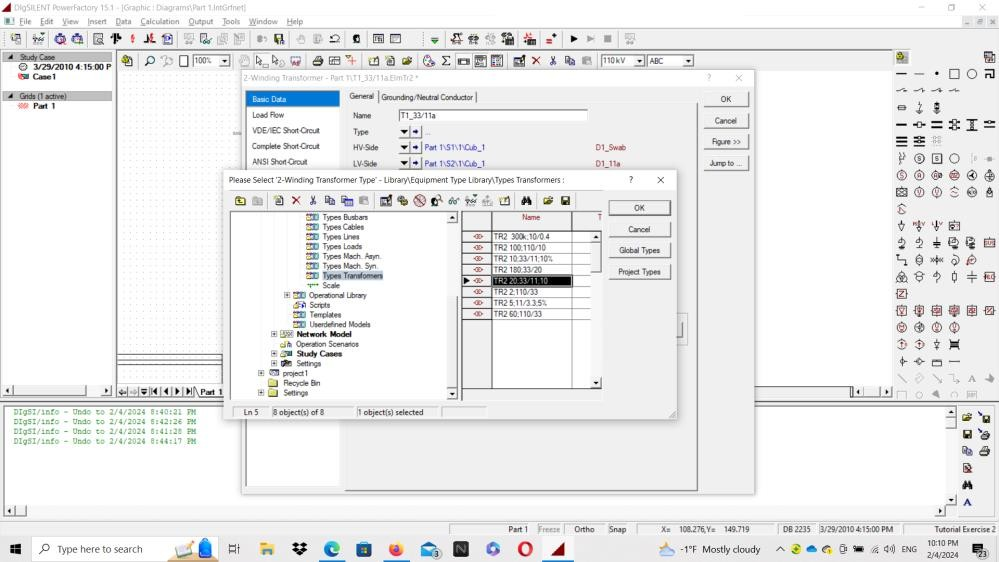 DIgSILENT PowerFactory 15.1 - [Graphic : Diagrams\Part 1.IntGrfnet]
File Edit View Insert Data Calculation Output Tools Window Help
100%
110 kV
ABC
Study Case
3/29/2010 4:15:00 P
Case1
Grids (1 active)
Part 1
2-Winding Transformer - Part 1\T1_33/11a.ElmTr2 *
Basic Data
Load Flow
VDE/IEC Short-Circuit
Complete Short-Circuit
ANSI Short-Circuit
General Grounding/Neutral Conductor
Name T1_33/11a
Type ...
HV-Side Part 1\S1\1\Cub_1 D1_Swab
LV-Side Part 1\S2\1\Cub_1 D1_11a
OK
Cancel
Figure >>
Jump to ...
Please Select '2-Winding Transformer Type' - Library\Equipment Type Library\Types Transformers :
Types Busbars
Types Cables
Types Lines
Types Loads
Types Mach. Asyn.
Types Mach. Syn.
Types Transformers
Scale
Operational Library
Scripts
Templates
Userdefined Models
Network Model
Operation Scenarios
Study Cases
Settings
project1
Recycle Bin
Settings
Name T
TR2 300k;10/0.4
TR2 100;110/10
TR2 10;33/11;10%
TR2 180;33/20
TR2 20;33/11;10
TR2 2;110/33
TR2 5;11/3.3;5%
TR2 60;110/33
OK
Cancel
Global Types
Project Types
Ln 5 8 object(s) of 8 1 object(s) selected
Part 1
DIgSI/info - Undo to 2/4/2024 8:40:21 PM
DIgSI/info - Undo to 2/4/2024 8:42:26 PM
DIgSI/info - Undo to 2/4/2024 8:41:28 PM
DIgSI/info - Undo to 2/4/2024 8:44:17 PM
Part 1 Freeze Ortho Snap X= 108.276,Y= 149.719 DB 2235 3/29/2010 4:15:00 PM Tutorial Exercise 2
Type here to search
3
-1°F Mostly cloudy
ENG
10:10 PM
2/4/2024
23